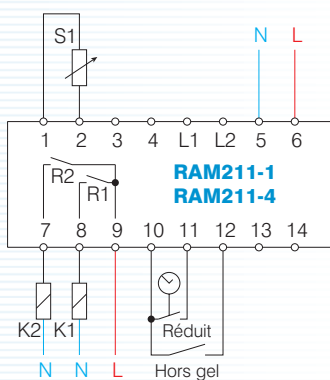 S1
N L
1 2 3 4 L1 L2 5 6
R2
R1
RAM211-1
RAM211-4
7 8 9 10 11 12 13 14
K2 K1
Réduit
N N L
Hors gel